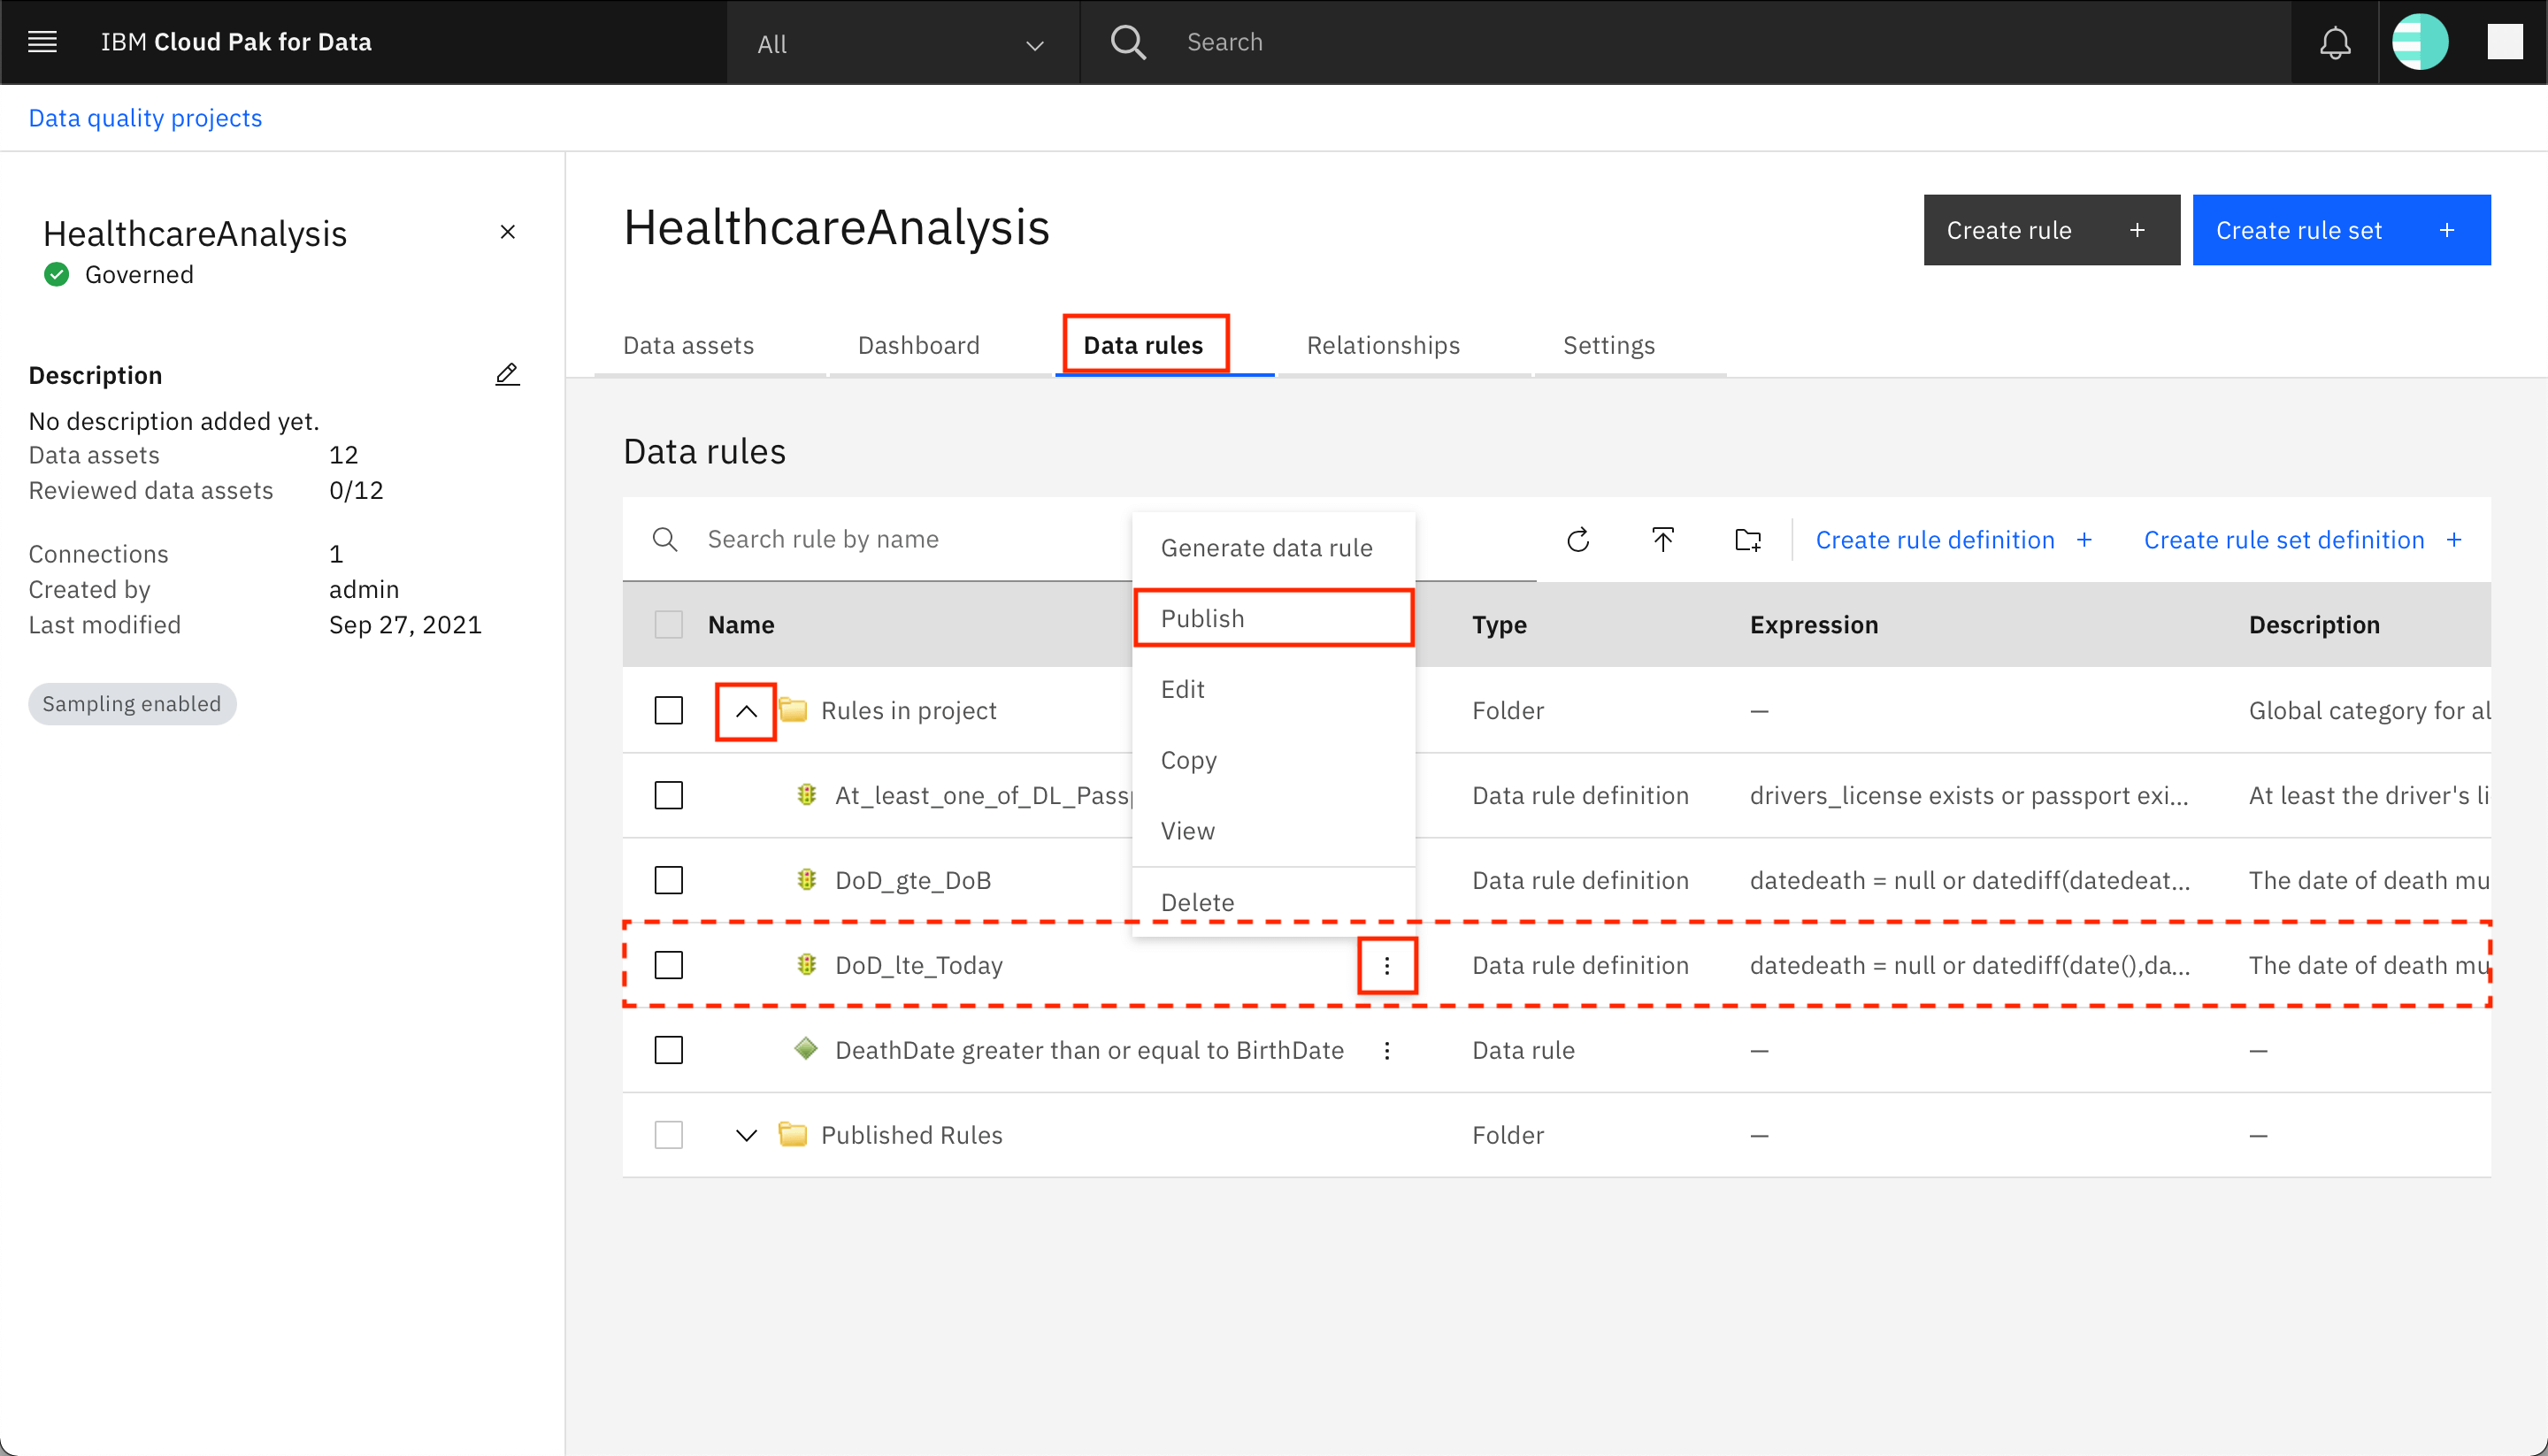 IBM Cloud Pak for Data
All
Search
Data quality projects
HealthcareAnalysis
Governed
Description
No description added yet.
Data assets 12
Reviewed data assets 0/12
Connections 1
Created by admin
Last modified Sep 27, 2021
Sampling enabled
HealthcareAnalysis
Create rule +
Create rule set +
Data assets Dashboard Data rules Relationships Settings
Data rules
Search rule by name
Create rule definition +
Create rule set definition +
Generate data rule
Publish
Edit
Copy
View
Delete
Name Type Expression Description
Rules in project Folder — Global category for al
At_least_one_of_DL_Pass Data rule definition drivers_license exists or passport exi... At least the driver's li
DoD_gte_DoB Data rule definition datedeath = null or datediff(datedeat... The date of death mu
DoD_lte_Today Data rule definition datedeath = null or datediff(date(),da... The date of death mu
DeathDate greater than or equal to BirthDate Data rule — —
Published Rules Folder — —